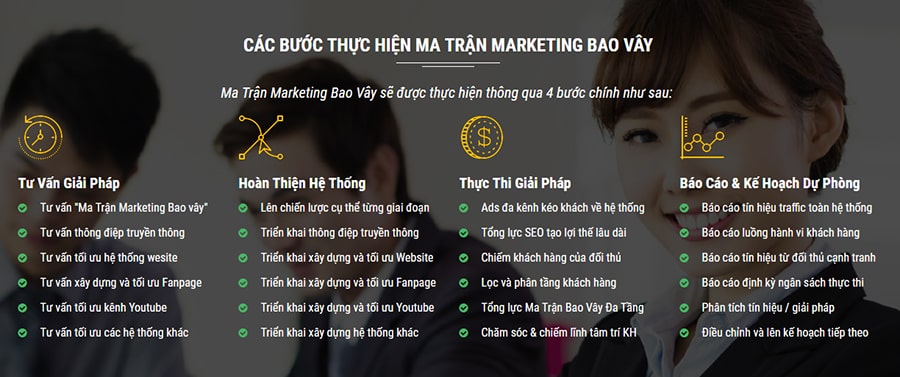 CÁC BƯỚC THỰC HIỆN MA TRẬN MARKETING BAO VÂY
Ma Trận Marketing Bao Vây sẽ được thực hiện thông qua 4 bước chính như sau:
Tư Vấn Giải Pháp
Tư vấn "Ma Trận Marketing Bao vây"
Tư vấn thông điệp truyền thông
Tư vấn tối ưu hệ thống wesite
Tư vấn xây dựng và tối ưu Fanpage
Tư vấn tối ưu kênh Youtube
Tư vấn tối ưu các hệ thống khác
Hoàn Thiện Hệ Thống
Lên chiến lược cụ thể từng giai đoạn
Triển khai thông điệp truyền thông
Triển khai xây dựng và tối ưu Website
Triển khai xây dựng và tối ưu Fanpage
Triển khai xây dựng và tối ưu Youtube
Triển khai xây dựng hệ thống khác
Thực Thi Giải Pháp
Ads đa kênh kéo khách về hệ thống
Tổng lực SEO tạo lợi thế lâu dài
Chiếm khách hàng của đối thủ
Lọc và phân tầng khách hàng
Tổng lực Ma Trận Bao Vây Đa Tầng
Chăm sóc & chiếm lĩnh tâm trí KH
Báo Cáo & Kế Hoạch Dự Phòng
Báo cáo tín hiệu traffic toàn hệ thống
Báo cáo luồng hành vi khách hàng
Báo cáo tín hiệu từ đối thủ cạnh tranh
Báo cáo định kỳ ngân sách thực thi
Phân tích tín hiệu / giải pháp
Điều chỉnh và lên kế hoạch tiếp theo